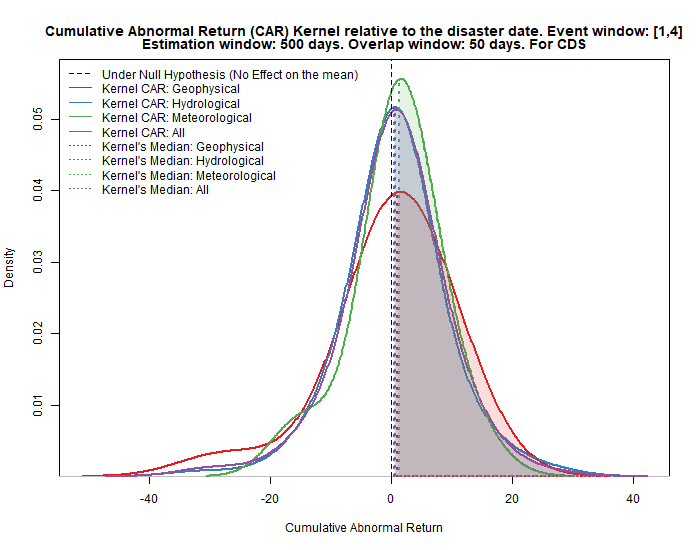 Cumulative Abnormal Return (CAR) Kernel relative to the disaster date. Event window: [1,4]
Estimation window: 500 days. Overlap window: 50 days. For CDS
Under Null Hypothesis (No Effect on the mean)
Kernel CAR: Geophysical
Kernel CAR: Hydrological
Kernel CAR: Meteorological
Kernel CAR: All
Kernel's Median: Geophysical
Kernel's Median: Hydrological
Kernel's Median: Meteorological
Kernel's Median: All
Density
0.05
0.04
0.03
0.02
0.01
-40 -20 0 20 40
Cumulative Abnormal Return